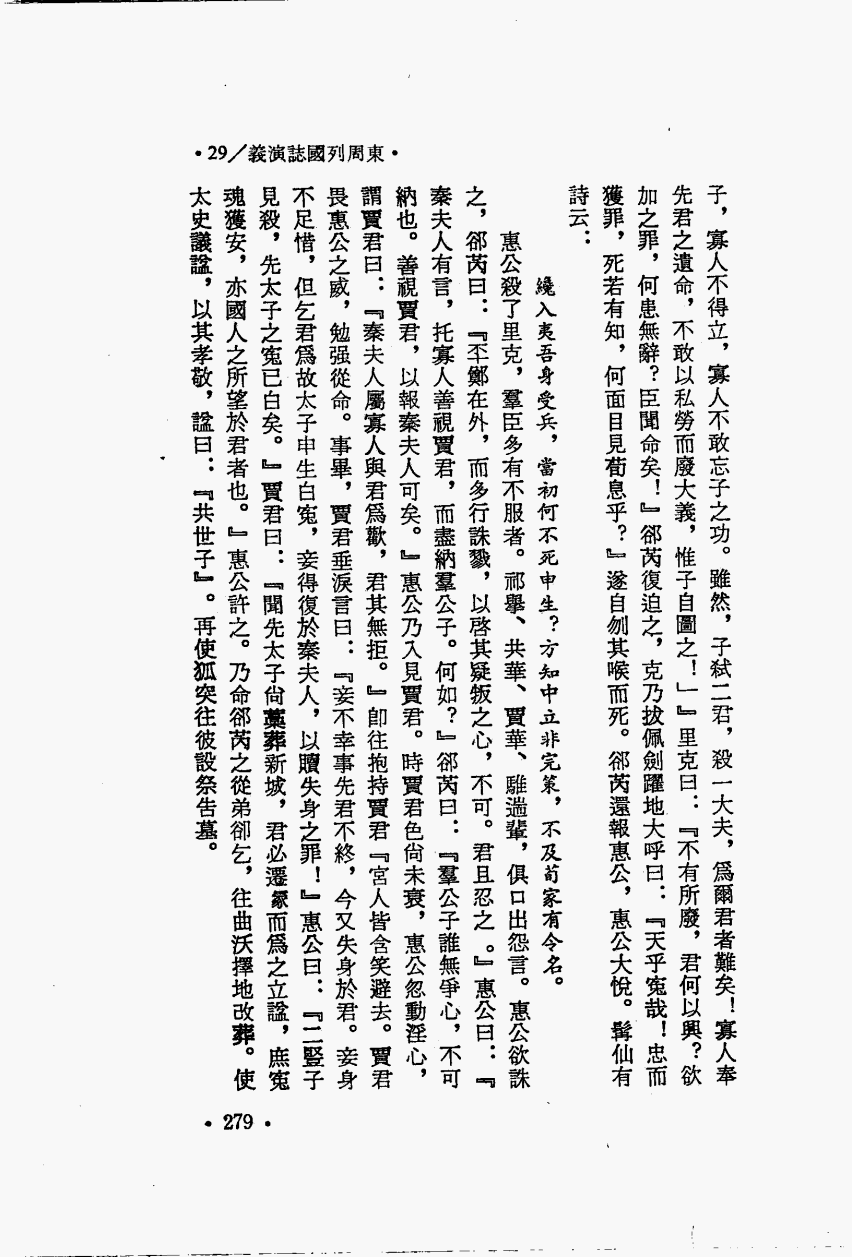 •東周列國誌演義／29•
子，寡人不得立，寡人不敢忘子之功。雖然，子弒二君，殺一大夫，爲爾君者難矣！寡人奉
先君之遺命，不敢以私勞而廢大義，惟子自圖之！﹂』里克曰：『不有所廢，君何以興？欲
加之罪，何患無辭？臣聞命矣！』郤芮復迫之，克乃拔佩劍躍地大呼曰：『天乎寃哉！忠而
獲罪，死若有知，何面目見荀息乎？』遂自刎其喉而死。郤芮還報惠公，惠公大悅。髯仙有
詩云：
纔入夷吾身受兵，當初何不死申生？方知中立非完策，不及荀家有令名。
惠公殺了里克，羣臣多有不服者。祁舉、共華、賈華、騅遄輩，俱口出怨言。惠公欲誅
之，郤芮曰：『丕鄭在外，而多行誅戮，以啓其疑叛之心，不可。君且忍之。』惠公曰：『
秦夫人有言，托寡人善視賈君，而盡納羣公子。何如？』郤芮曰：『羣公子誰無爭心，不可
納也。善視賈君，以報秦夫人可矣。』惠公乃入見賈君。時賈君色尙未衰，惠公忽動淫心，
謂賈君曰：『秦夫人屬寡人與君爲歡，君其無拒。』卽往抱持賈君『宮人皆含笑避去。賈君
畏惠公之威，勉强從命。事畢，賈君垂淚言曰：『妾不幸事先君不終，今又失身於君。妾身
不足惜，但乞君爲故太子申生白寃，妾得復於秦夫人，以贖失身之罪！』惠公曰：『二豎子
見殺，先太子之寃已白矣。』賈君曰：『聞先太子尙藁葬新城，君必遷冢而爲之立諡，庶寃
魂獲安，亦國人之所望於君者也。』惠公許之。乃命郤芮之從弟郤乞，往曲沃擇地改葬。使
太史議諡，以其孝敬，諡曰：『共世子』。再使狐突往彼設祭告墓。
•279•